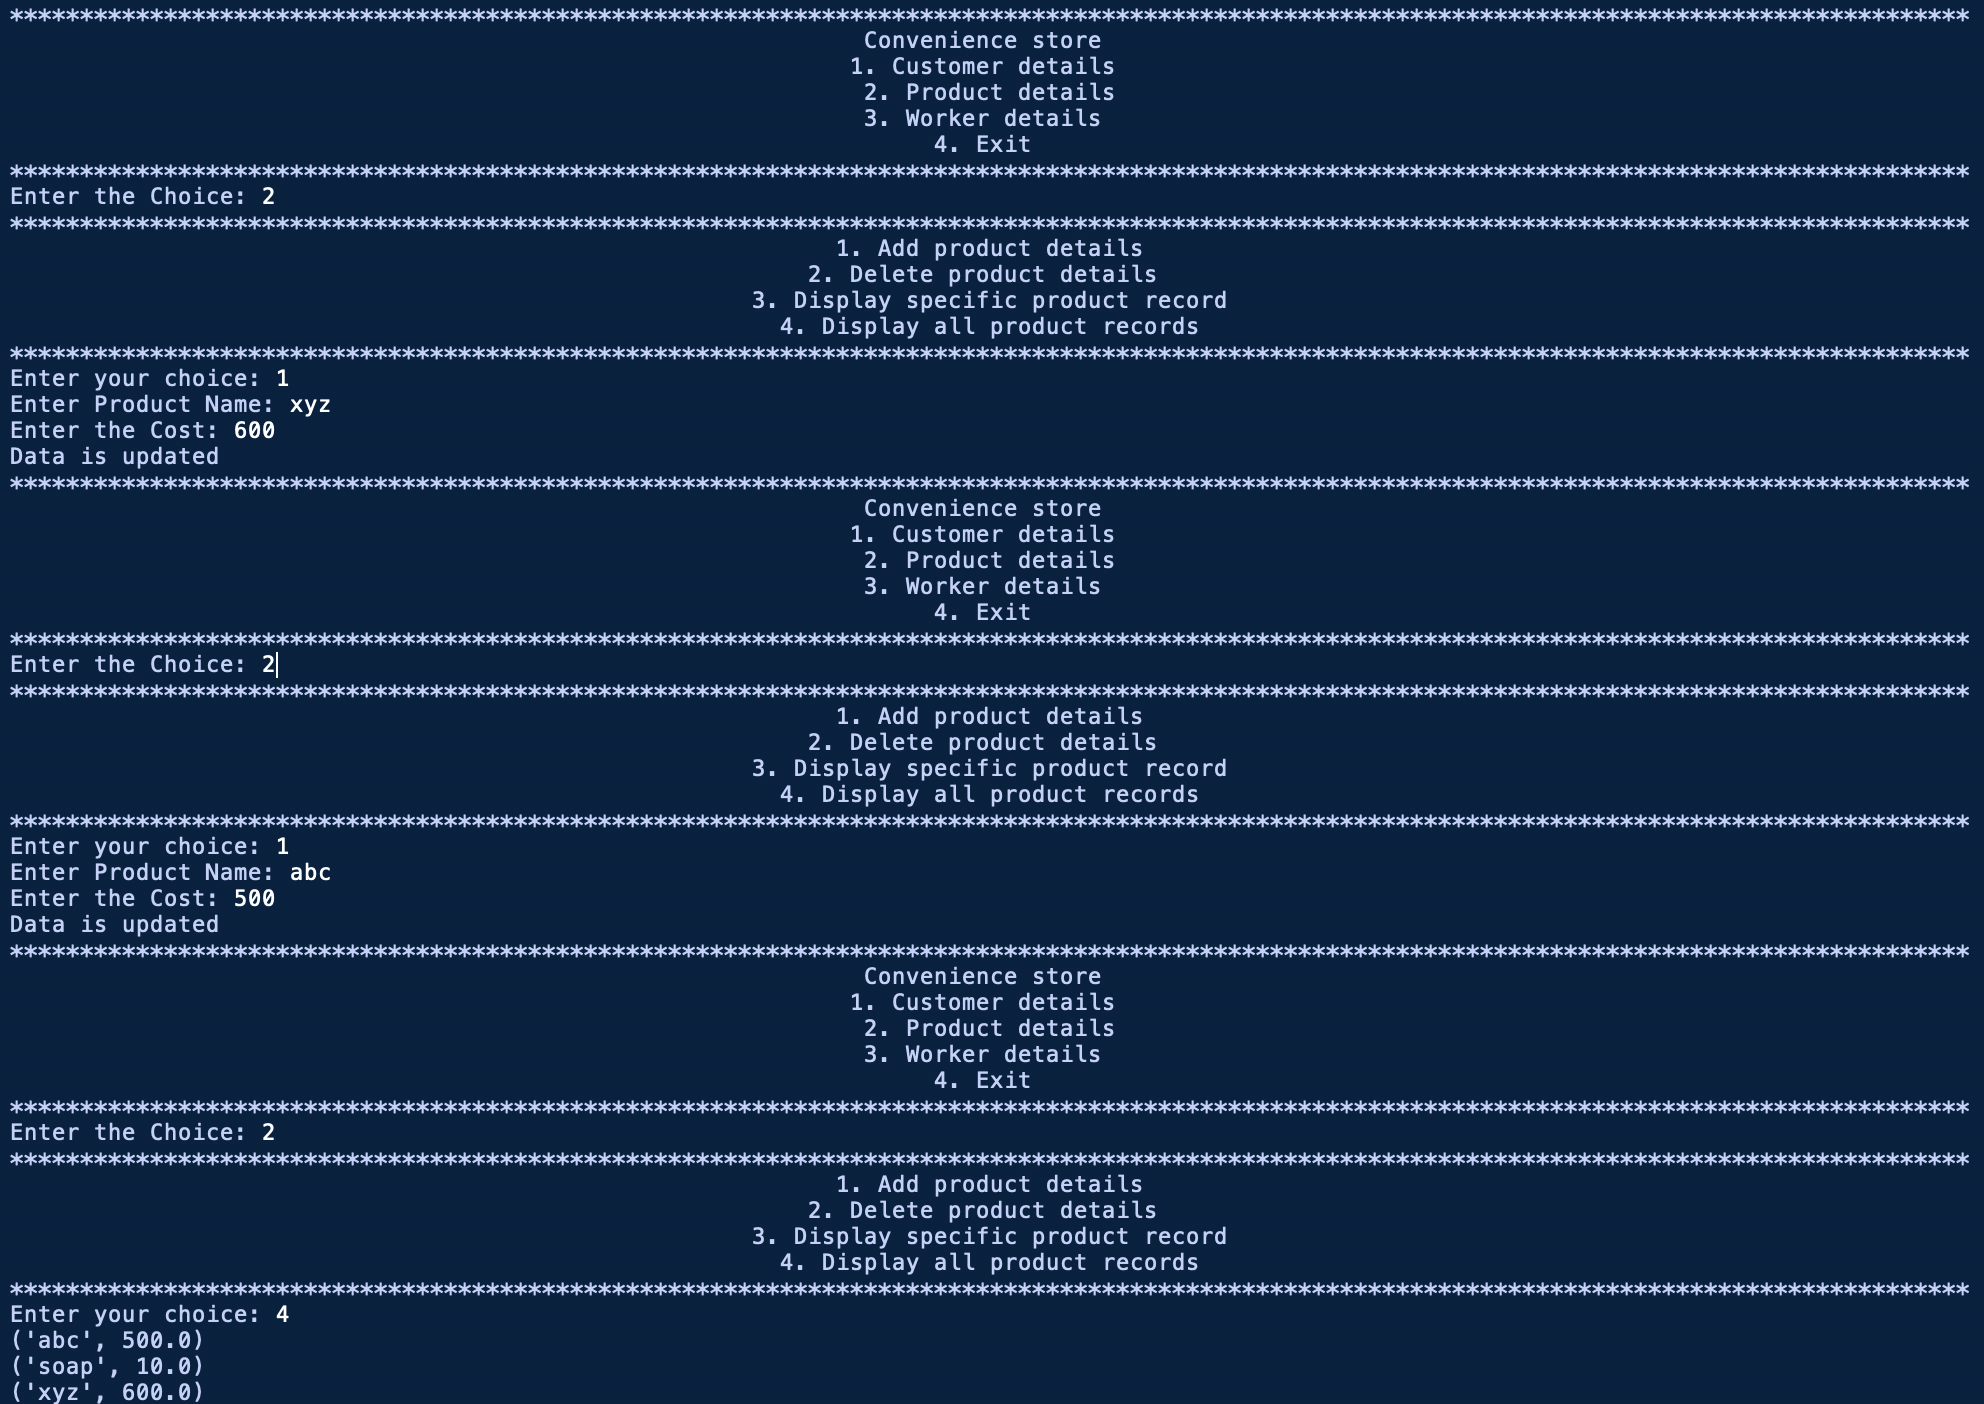 ********************************************************************************************************************************************
Convenience store
1. Customer details
2. Product details
3. Worker details
4. Exit
********************************************************************************************************************************************
Enter the Choice: 2
********************************************************************************************************************************************
1. Add product details
2. Delete product details
3. Display specific product record
4. Display all product records
********************************************************************************************************************************************
Enter your choice: 1
Enter Product Name: xyz
Enter the Cost: 600
Data is updated
********************************************************************************************************************************************
Convenience store
1. Customer details
2. Product details
3. Worker details
4. Exit
********************************************************************************************************************************************
Enter the Choice: 2
********************************************************************************************************************************************
1. Add product details
2. Delete product details
3. Display specific product record
4. Display all product records
********************************************************************************************************************************************
Enter your choice: 1
Enter Product Name: abc
Enter the Cost: 500
Data is updated
********************************************************************************************************************************************
Convenience store
1. Customer details
2. Product details
3. Worker details
4. Exit
********************************************************************************************************************************************
Enter the Choice: 2
********************************************************************************************************************************************
1. Add product details
2. Delete product details
3. Display specific product record
4. Display all product records
********************************************************************************************************************************************
Enter your choice: 4
('abc', 500.0)
('soap', 10.0)
('xyz', 600.0)